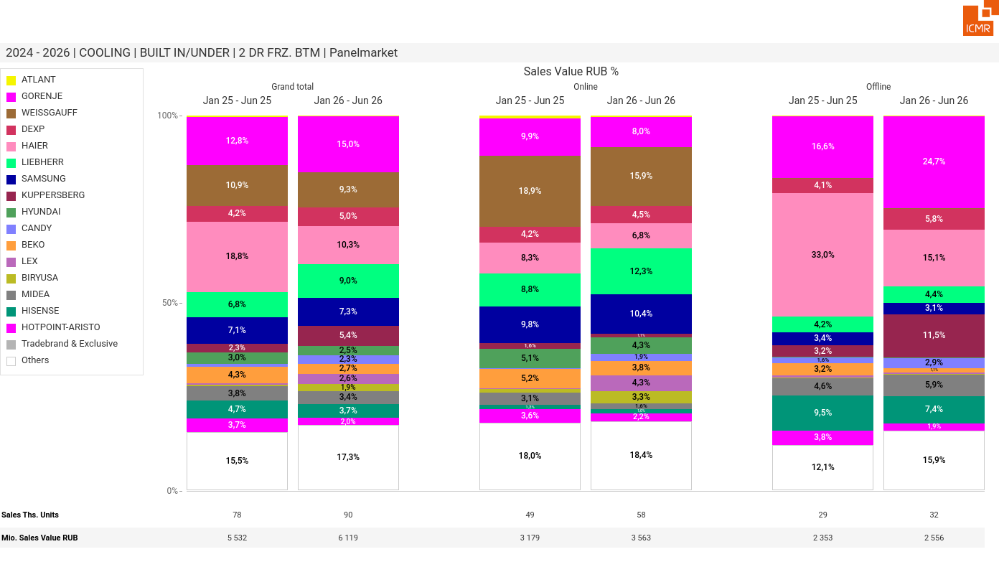 ICMR
2024 - 2026 | COOLING | BUILT IN/UNDER | 2 DR FRZ. BTM | Panelmarket
ATLANT
GORENJE
WEISSGAUFF
DEXP
HAIER
LIEBHERR
SAMSUNG
KUPPERSBERG
HYUNDAI
CANDY
BEKO
LEX
BIRYUSA
MIDEA
HISENSE
HOTPOINT-ARISTO
Tradebrand & Exclusive
Others
Sales Value RUB %
Grand total
Online
Offline
Jan 25 - Jun 25
Jan 26 - Jun 26
Jan 25 - Jun 25
Jan 26 - Jun 26
Jan 25 - Jun 25
Jan 26 - Jun 26
100%
50%
0%
12,8%
10,9%
4,2%
18,8%
6,8%
7,1%
2,3%
3,0%
4,3%
3,8%
4,7%
3,7%
15,5%
15,0%
9,3%
5,0%
10,3%
9,0%
7,3%
5,4%
2,5%
2,3%
2,7%
2,6%
1,9%
3,4%
3,7%
2,0%
17,3%
9,9%
18,9%
4,2%
8,3%
8,8%
9,8%
1,6%
5,1%
5,2%
3,1%
1,2%
3,6%
18,0%
8,0%
15,9%
4,5%
6,8%
12,3%
10,4%
1,1%
4,3%
1,9%
3,8%
4,3%
3,3%
1,6%
1,0%
2,2%
18,4%
16,6%
4,1%
33,0%
4,2%
3,4%
3,2%
1,6%
3,2%
4,6%
9,5%
3,8%
12,1%
24,7%
5,8%
15,1%
4,4%
3,1%
11,5%
2,9%
1,1%
5,9%
7,4%
1,9%
15,9%
Sales Ths. Units 78 90 49 58 29 32
Mio. Sales Value RUB 5 532 6 119 3 179 3 563 2 353 2 556